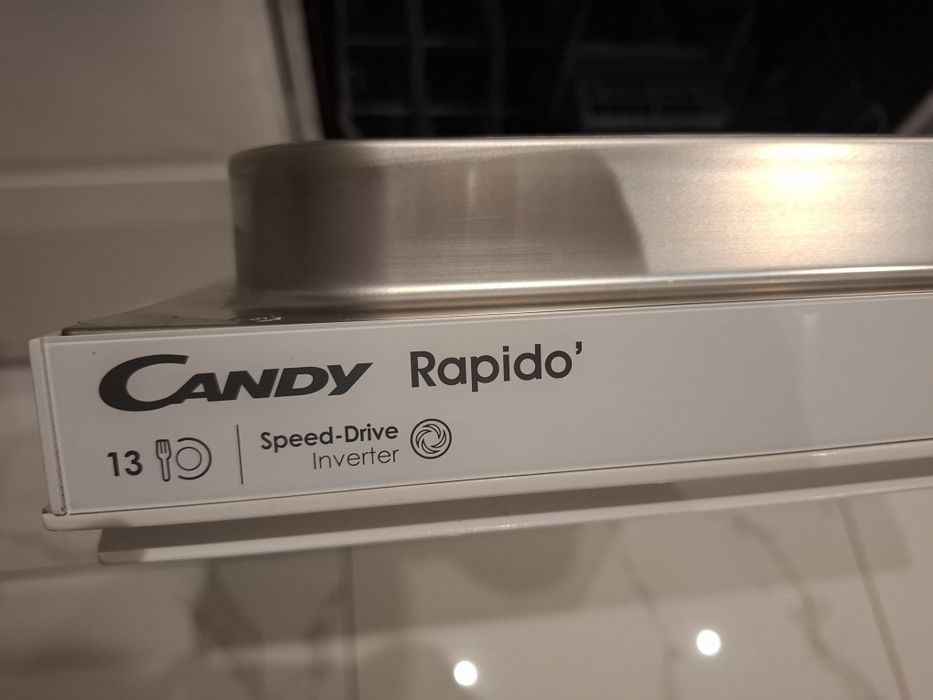 CANDY Rapido’
13 Speed-Drive
Inverter